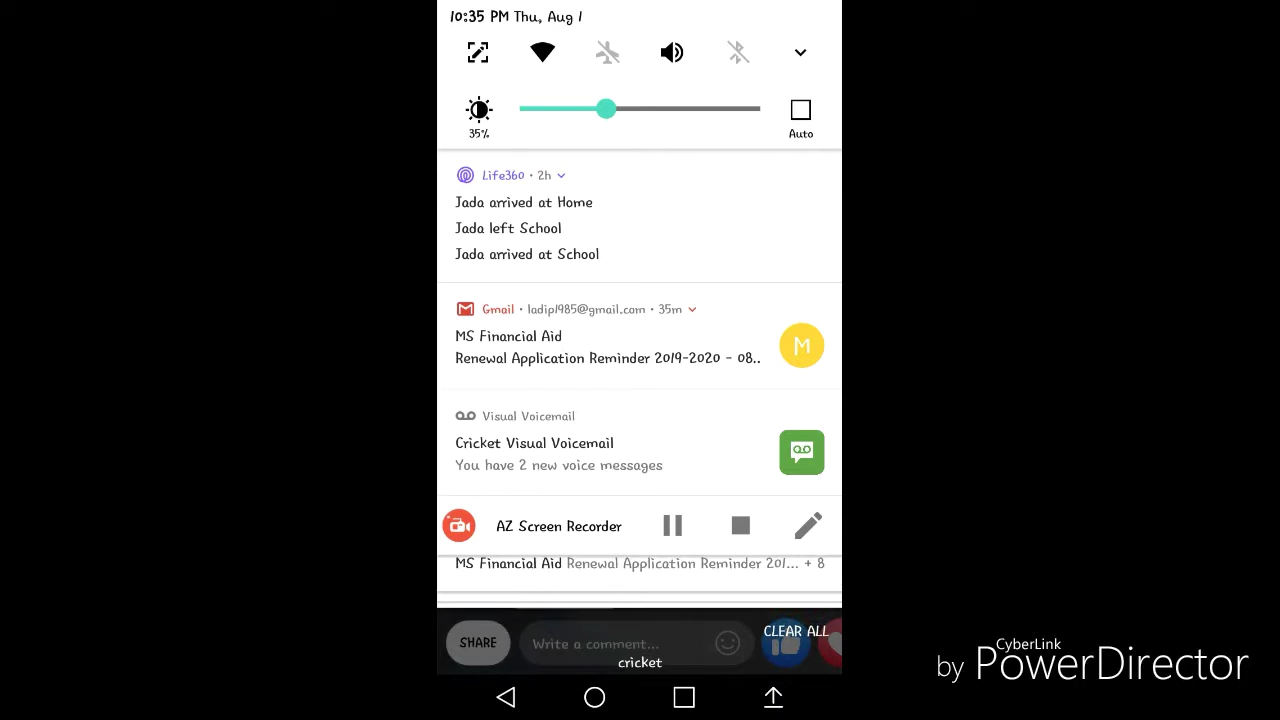 10:35 PM Thu, Aug 1
35%
Auto
Life360 • 2h
Jada arrived at Home
Jada left School
Jada arrived at School
Gmail • ladip1985@gmail.com • 35m
MS Financial Aid
Renewal Application Reminder 2019-2020 - 08..
M
Visual Voicemail
Cricket Visual Voicemail
You have 2 new voice messages
AZ Screen Recorder
MS Financial Aid Renewal Application Reminder 201... + 8
SHARE
Write a comment...
CLEAR ALL
cricket
CyberLink
by PowerDirector